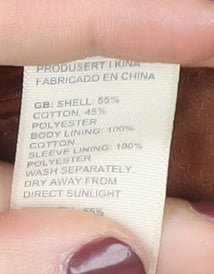 PRODUSERT I KINA
FABRICADO EN CHINA
GB: SHELL: 55%
COTTON, 45%
POLYESTER
BODY LINING: 100%
COTTON
SLEEVE LINING: 100%
POLYESTER
WASH SEPARATELY,
DRY AWAY FROM
DIRECT SUNLIGHT
55%